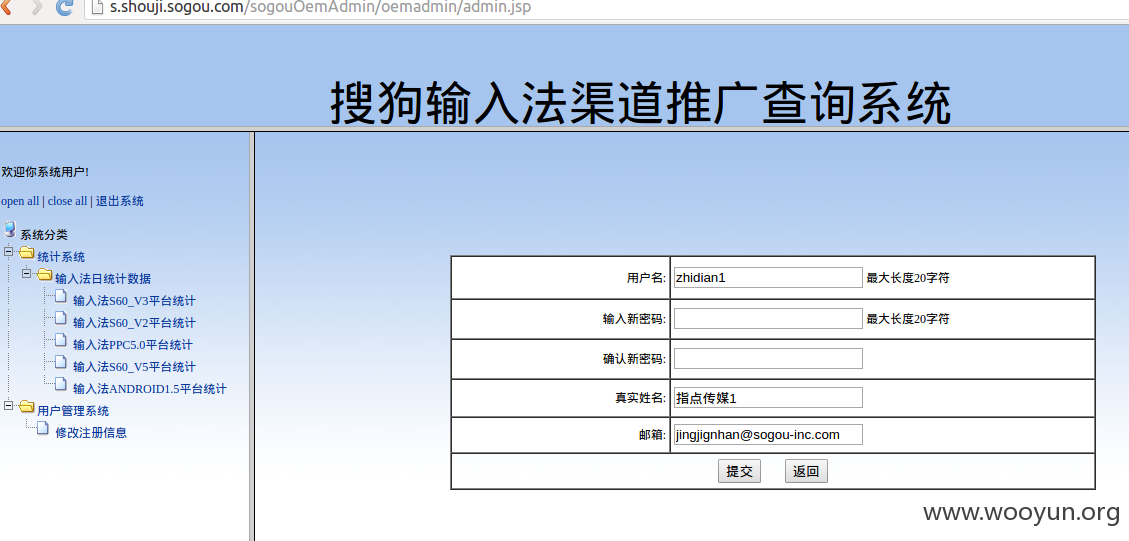 s.shouji.sogou.com/sogouOemAdmin/oemadmin/admin.jsp
搜狗输入法渠道推广查询系统
欢迎你系统用户!
open all | close all | 退出系统
系统分类
统计系统
输入法日统计数据
输入法S60_V3平台统计
输入法S60_V2平台统计
输入法PPC5.0平台统计
输入法S60_V5平台统计
输入法ANDROID1.5平台统计
用户管理系统
修改注册信息
用户名: zhidian1 最大长度20字符
输入新密码: 最大长度20字符
确认新密码:
真实姓名: 指点传媒1
邮箱: jingjignhan@sogou-inc.com
提交 返回
www.wooyun.org